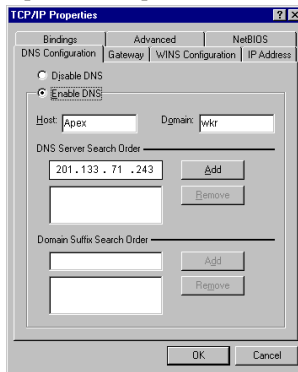 TCP/IP Properties
Bindings Advanced NetBIOS
DNS Configuration Gateway WINS Configuration IP Address
Disable DNS
Enable DNS
Host: Apex Domain: wkr
DNS Server Search Order
201.133.71.243 Add
Remove
Domain Suffix Search Order
Add
Remove
OK Cancel